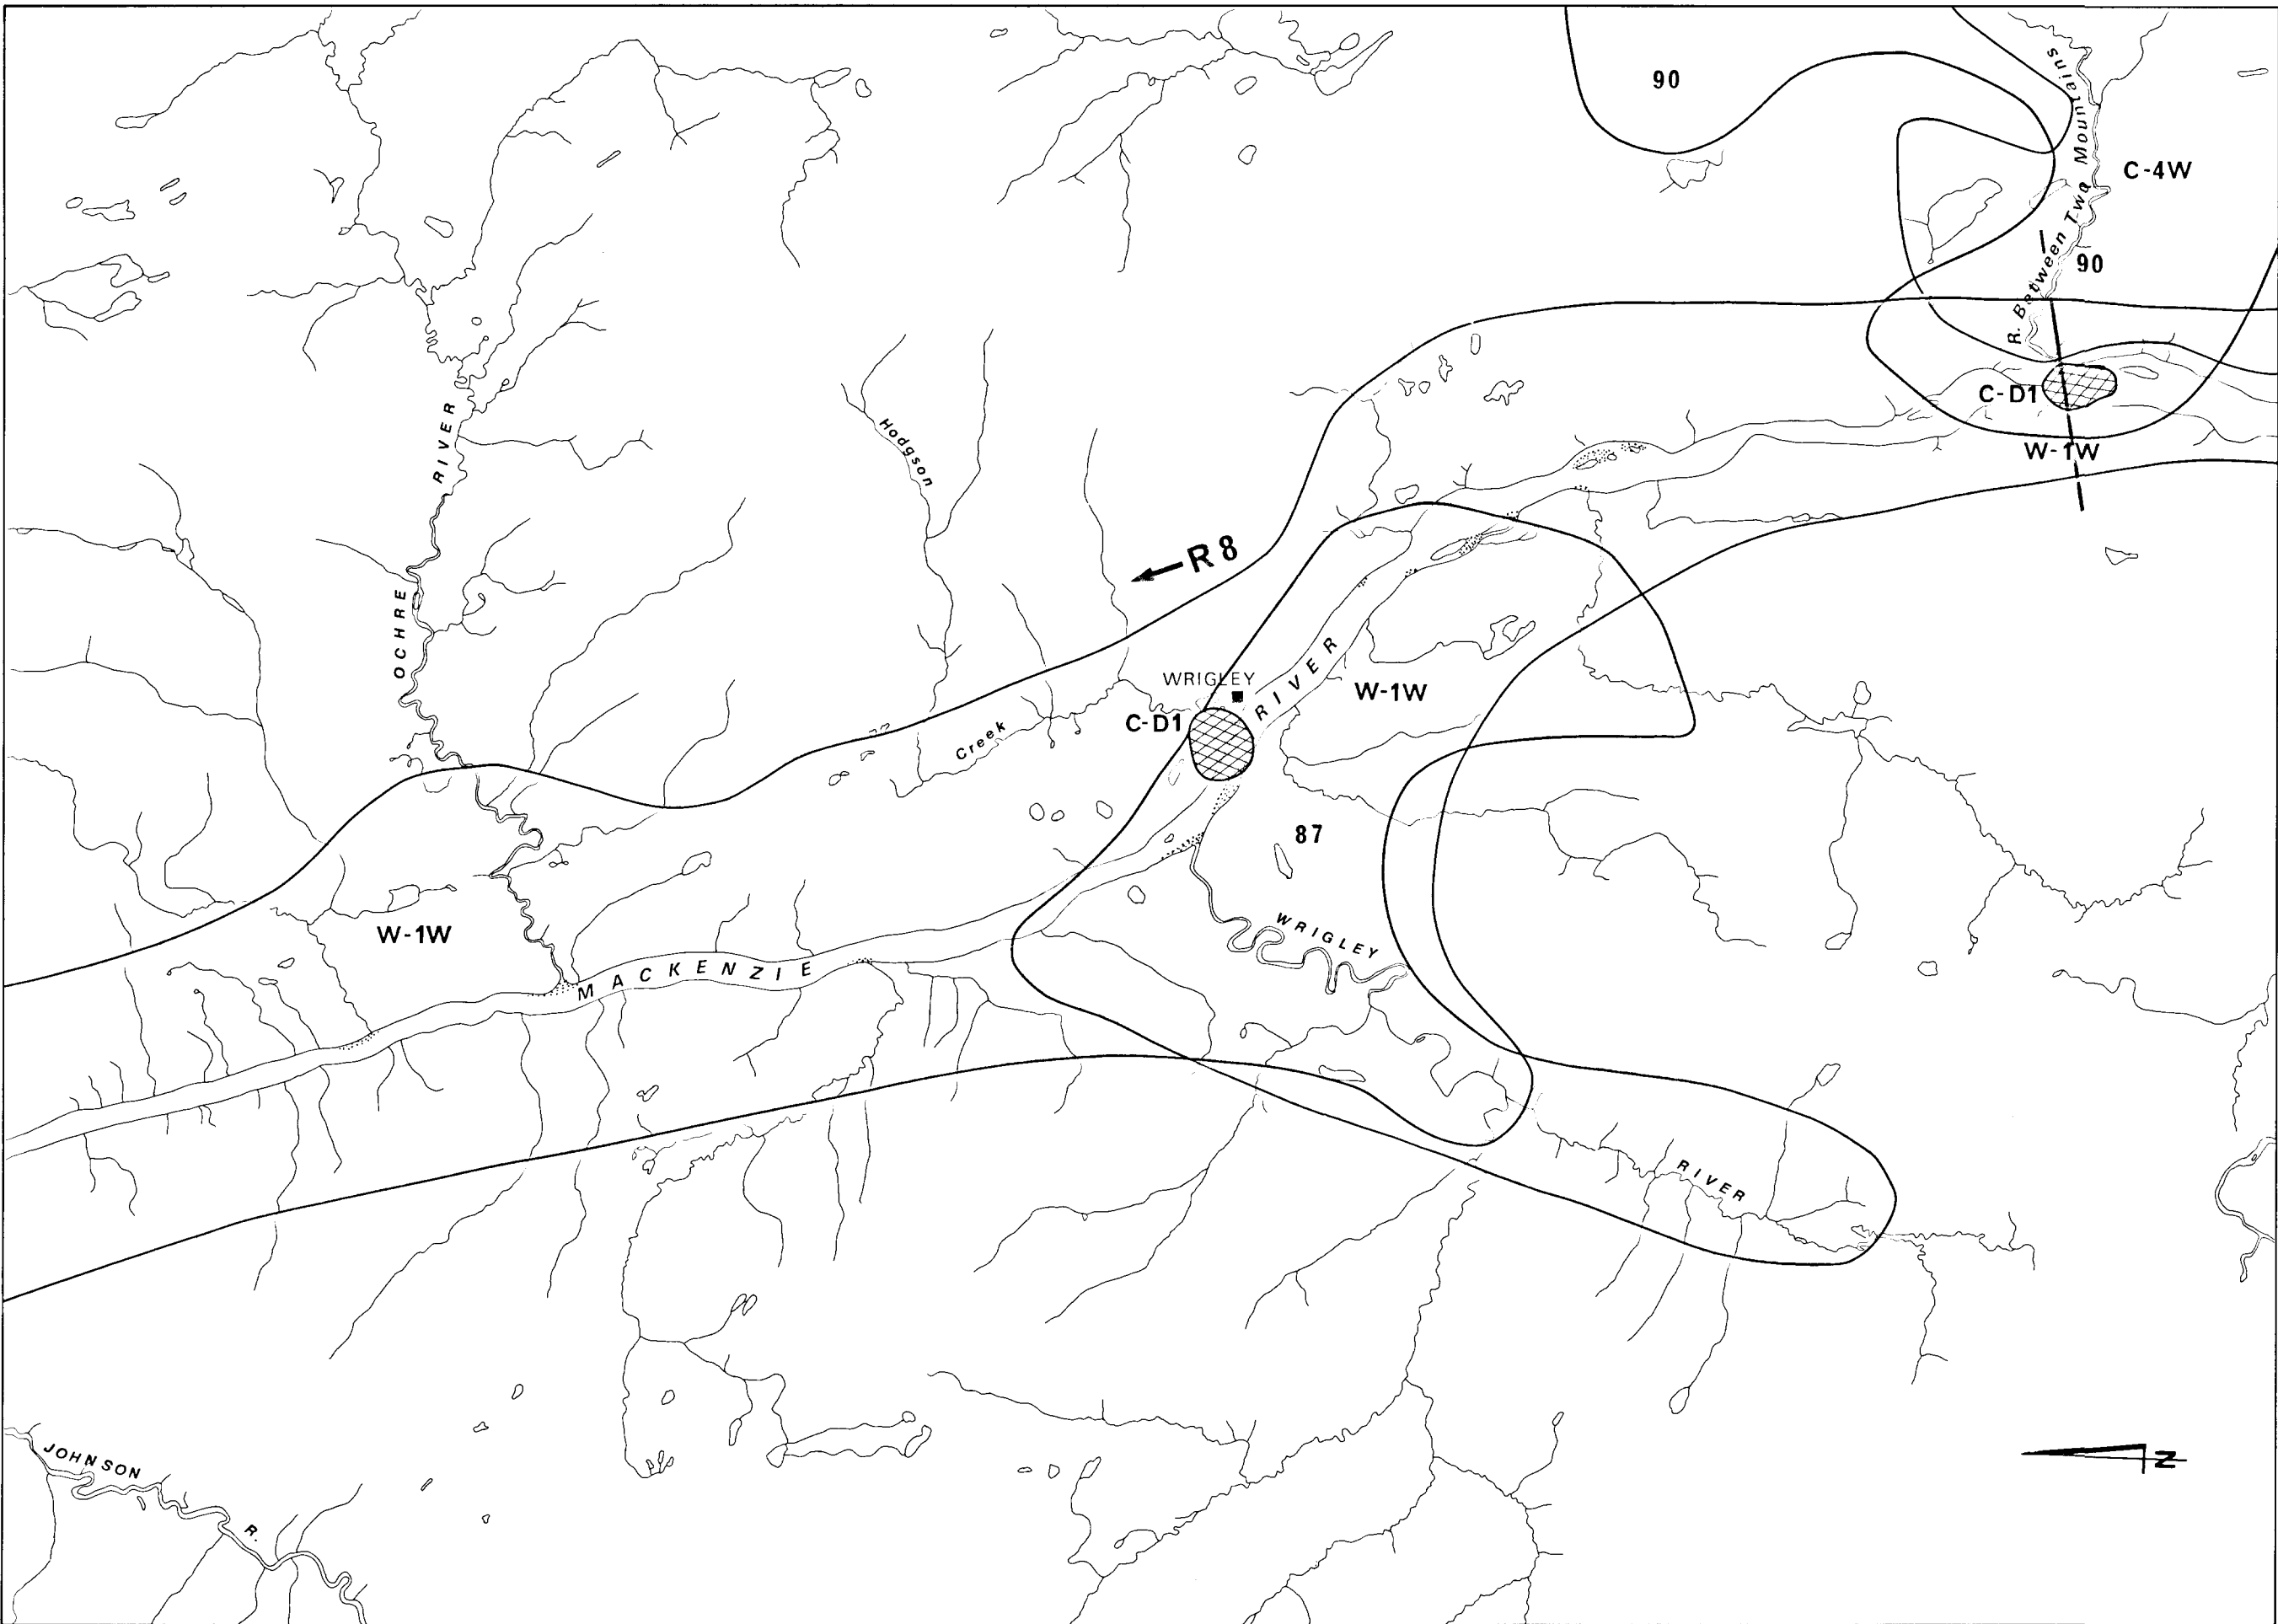 90
R. Between Twa Mountains
C-4W
90
C-D1
W-1W
OCHRE RIVER
Hodgson Creek
R 8
WRIGLEY
C-D1
RIVER
W-1W
87
WRIGLEY RIVER
W-1W
MACKENZIE
JOHNSON R.
N